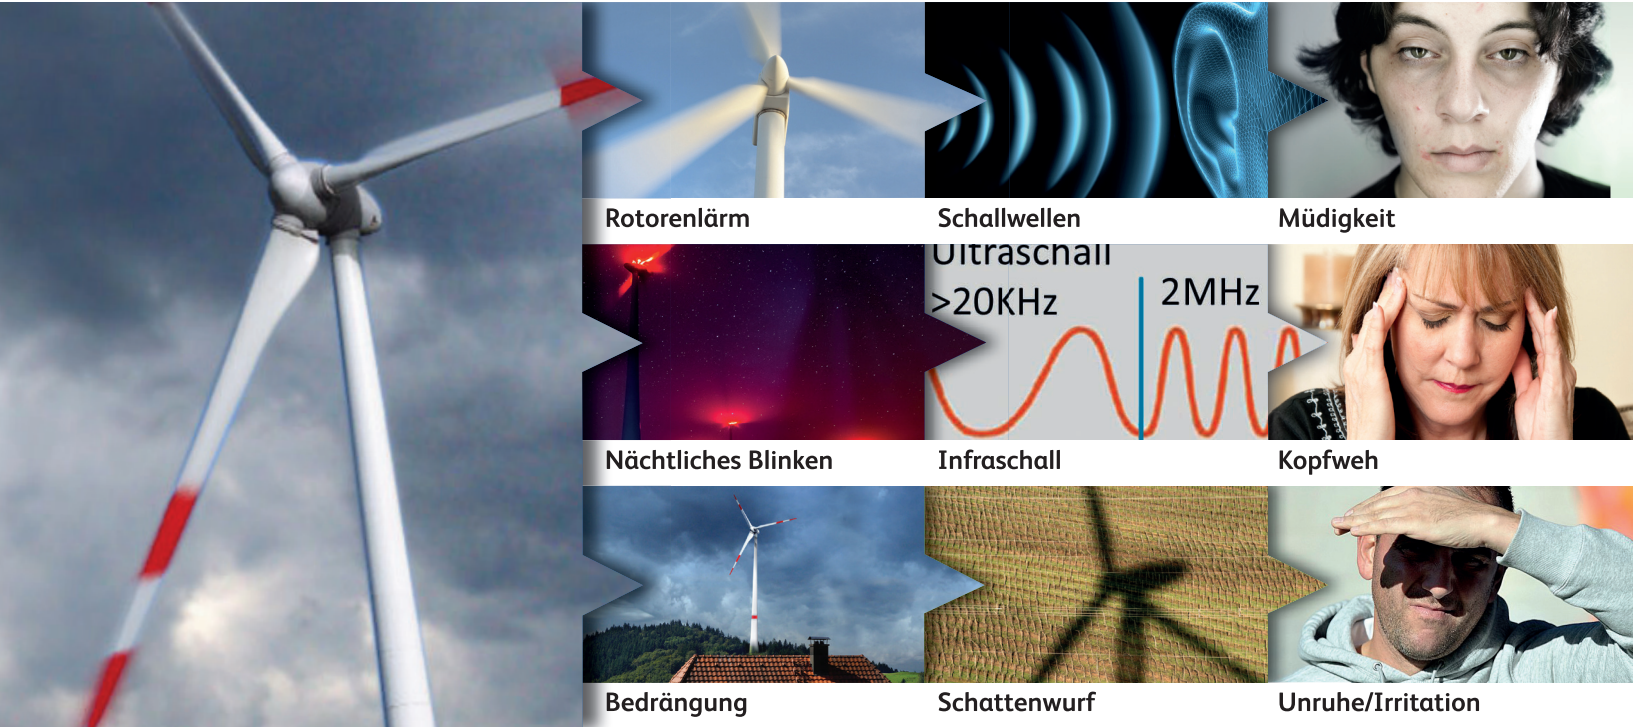 Rotorenlärm
Schallwellen
Müdigkeit
Ultraschall
>20KHz
2MHz
Nächtliches Blinken
Infraschall
Kopfweh
Bedrängung
Schattenwurf
Unruhe/Irritation